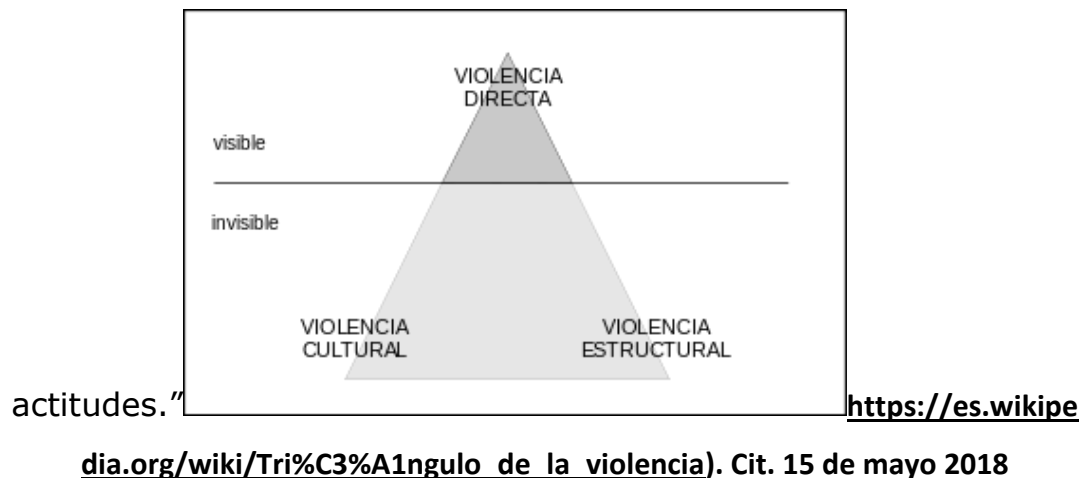 VIOLENCIA
DIRECTA
visible
invisible
VIOLENCIA
CULTURAL
VIOLENCIA
ESTRUCTURAL
actitudes.”https://es.wikipe
dia.org/wiki/Tri%C3%A1ngulo_de_la_violencia). Cit. 15 de mayo 2018